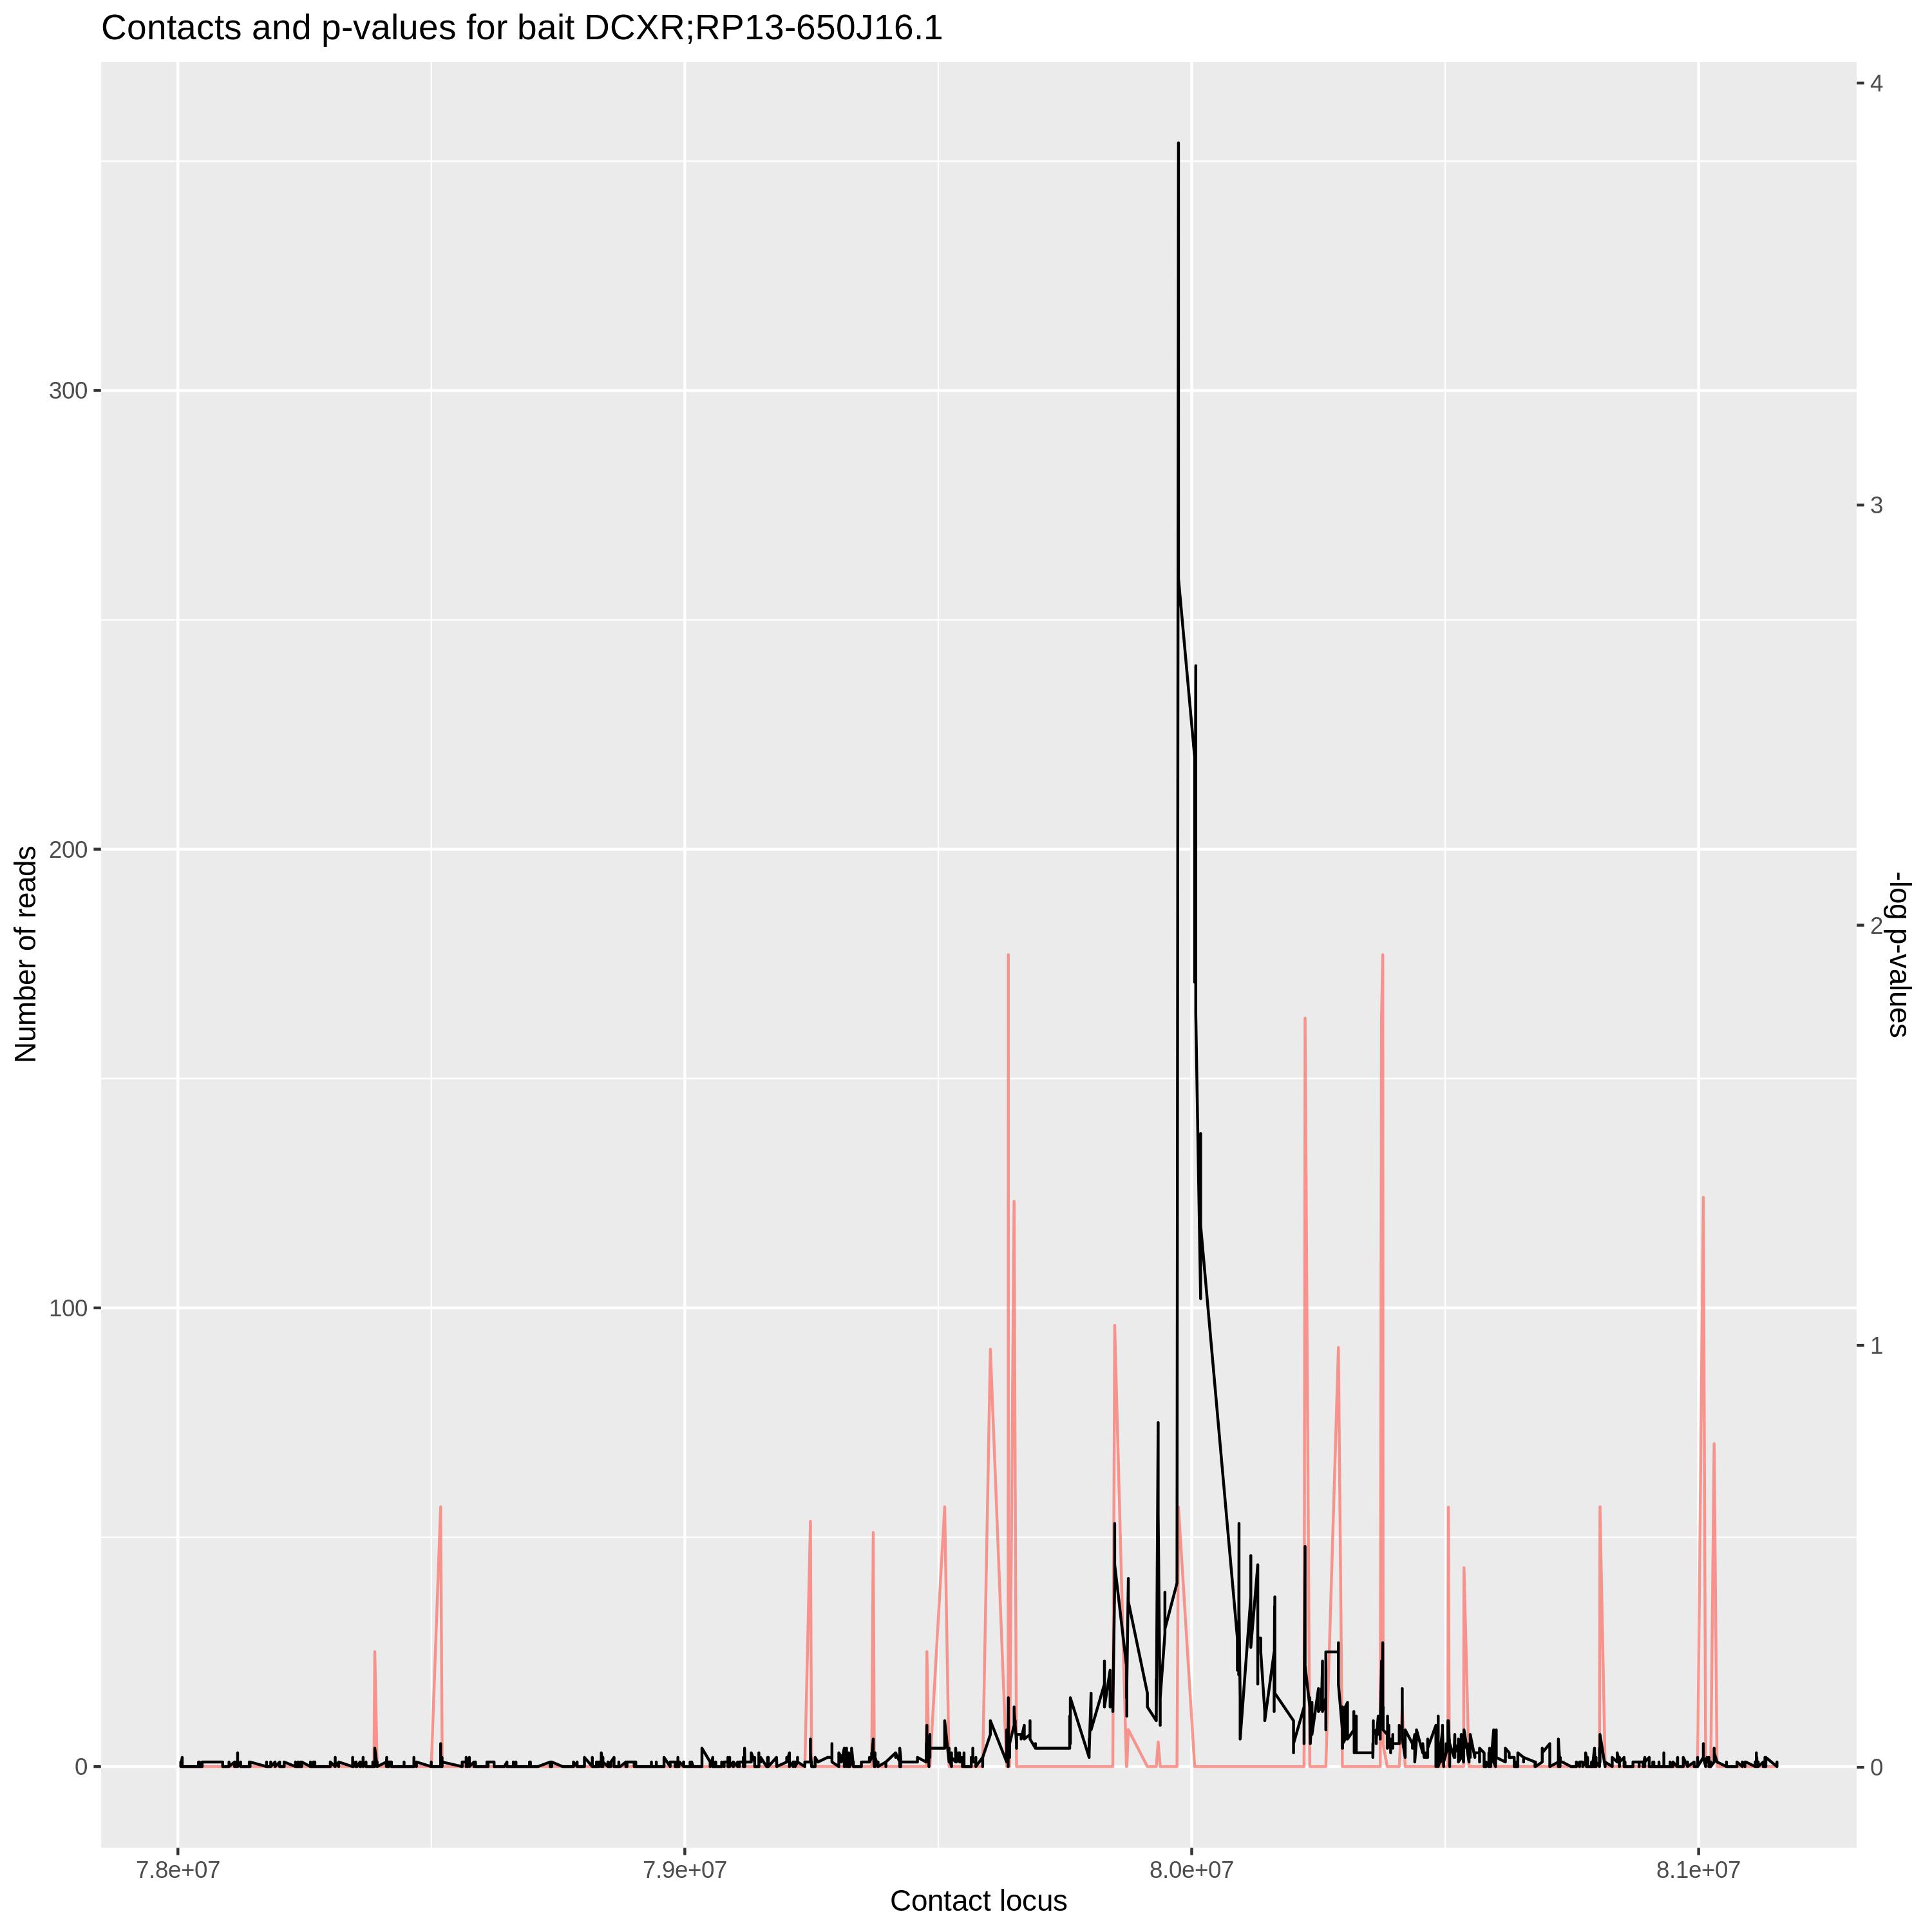 Contacts and p-values for bait DCXR;RP13-650J16.1
4
300
3
200
2
100
1
0
0
Number of reads
-log p-values
7.8e+07
7.9e+07
8.0e+07
8.1e+07
Contact locus